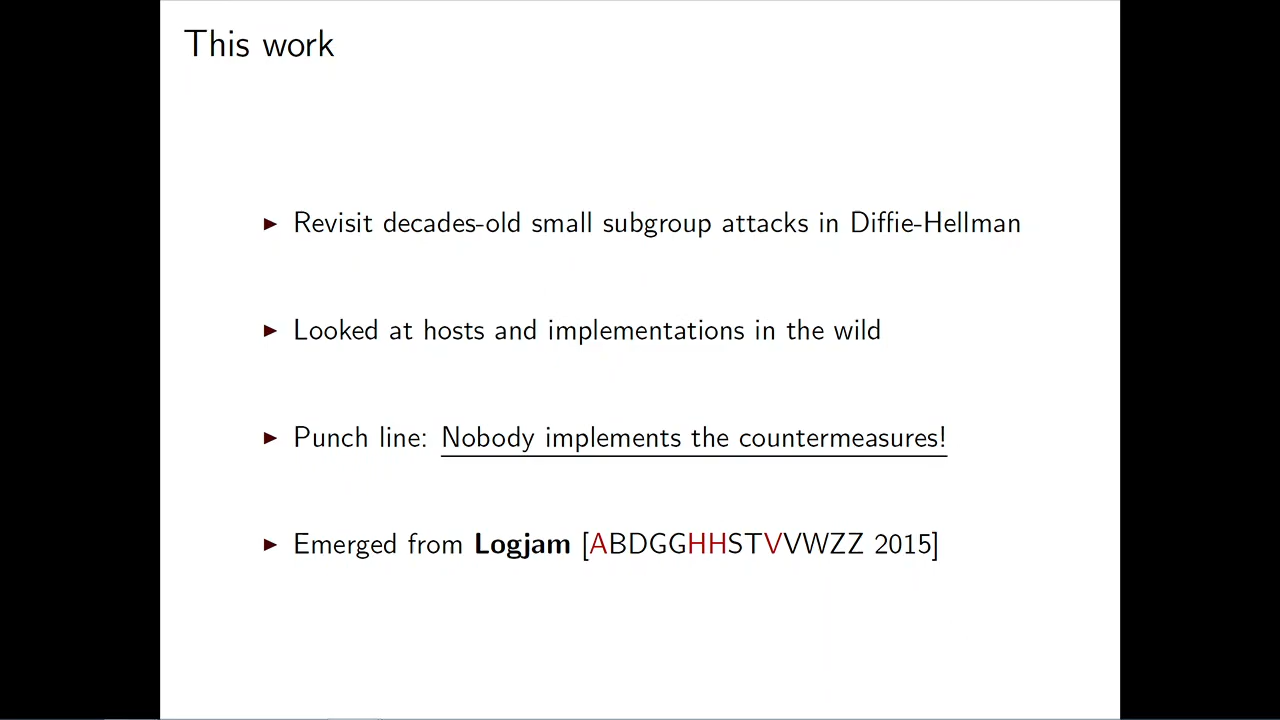 This work
▶ Revisit decades-old small subgroup attacks in Diffie-Hellman
▶ Looked at hosts and implementations in the wild
▶ Punch line: Nobody implements the countermeasures!
▶ Emerged from Logjam [ABDGGHHSTVVWZZ 2015]